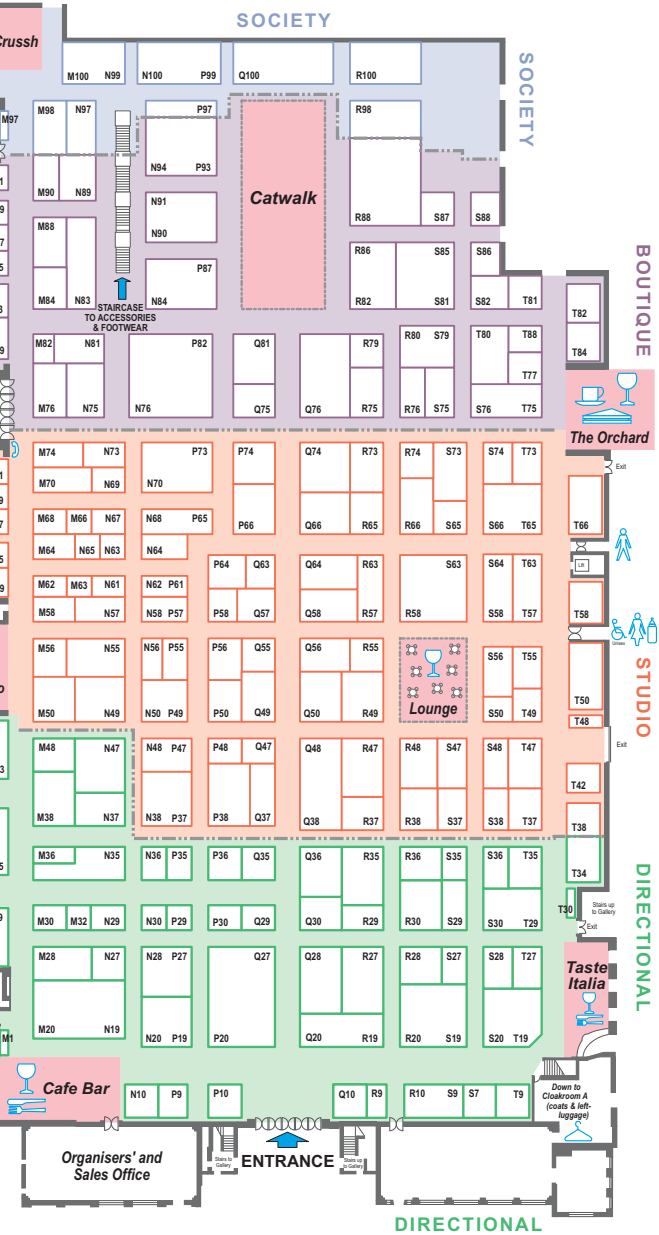 SOCIETY
Crussh
M100 N99 N100 P99 Q100 R100
SOCIETY
M97 M98 N97 P97 R98
N94 P93
M90 N89
N91
Catwalk
N90
R88 S87 S88
M88
R86 S85 S86
P87
M84 N83 N84 R82 S81 S82 T81
BOUTIQUE
STAIRCASE
TO ACCESSORIES
& FOOTWEAR
T82
M82 N81 P82 Q81 R79 R80 S79 T80 T88
T84
T77
M76 N75 N76 Q75 Q76 R75 R76 S75 S76 T75
The Orchard
M74 N73 P73 P74 Q74 R73 R74 S73 S74 T73
Exit
M70 N69 N70
M68 M66 N67 N68 P65 P66 Q66 R65 R66 S65 S66 T65 T66
M64 N65 N63 N64
P64 Q63 Q64 R63 S63 S64 T63
Lift
M62 M63 N61 N62 P61
M58 N57 N58 P57 P58 Q57 Q58 R57 R58 S58 T57 T58
Unisex
M56 N55 N56 P55 P56 Q55 Q56 R55
S56 T55
STUDIO
M50 N49 N50 P49 P50 Q49 Q50 R49 Lounge S50 T49 T50
T48
M48 N47 N48 P47 P48 Q47 Q48 R47 R48 S47 S48 T47
Exit
T42
M38 N37 N38 P37 P38 Q37 Q38 R37 R38 S37 S38 T37 T38
M36 N35 N36 P35 P36 Q35 Q36 R35 R36 S35 S36 T35
T34
DIRECTIONAL
M30 M32 N29 N30 P29 P30 Q29 Q30 R29 R30 S29 S30 T29 T30
Stairs up
to Gallery
Exit
M28 N27 N28 P27 Q27 Q28 R27 R28 S27 S28 T27
Taste
Italia
M20 N19 N20 P19 P20 Q20 R19 R20 S19 S20 T19
M1
Cafe Bar
N10 P9 P10 Q10 R9 R10 S9 S7 T9
Down to
Cloakroom A
(coats & left-
luggage)
Organisers' and
Sales Office
Stairs to
Gallery
ENTRANCE
Stairs up
to Gallery
DIRECTIONAL